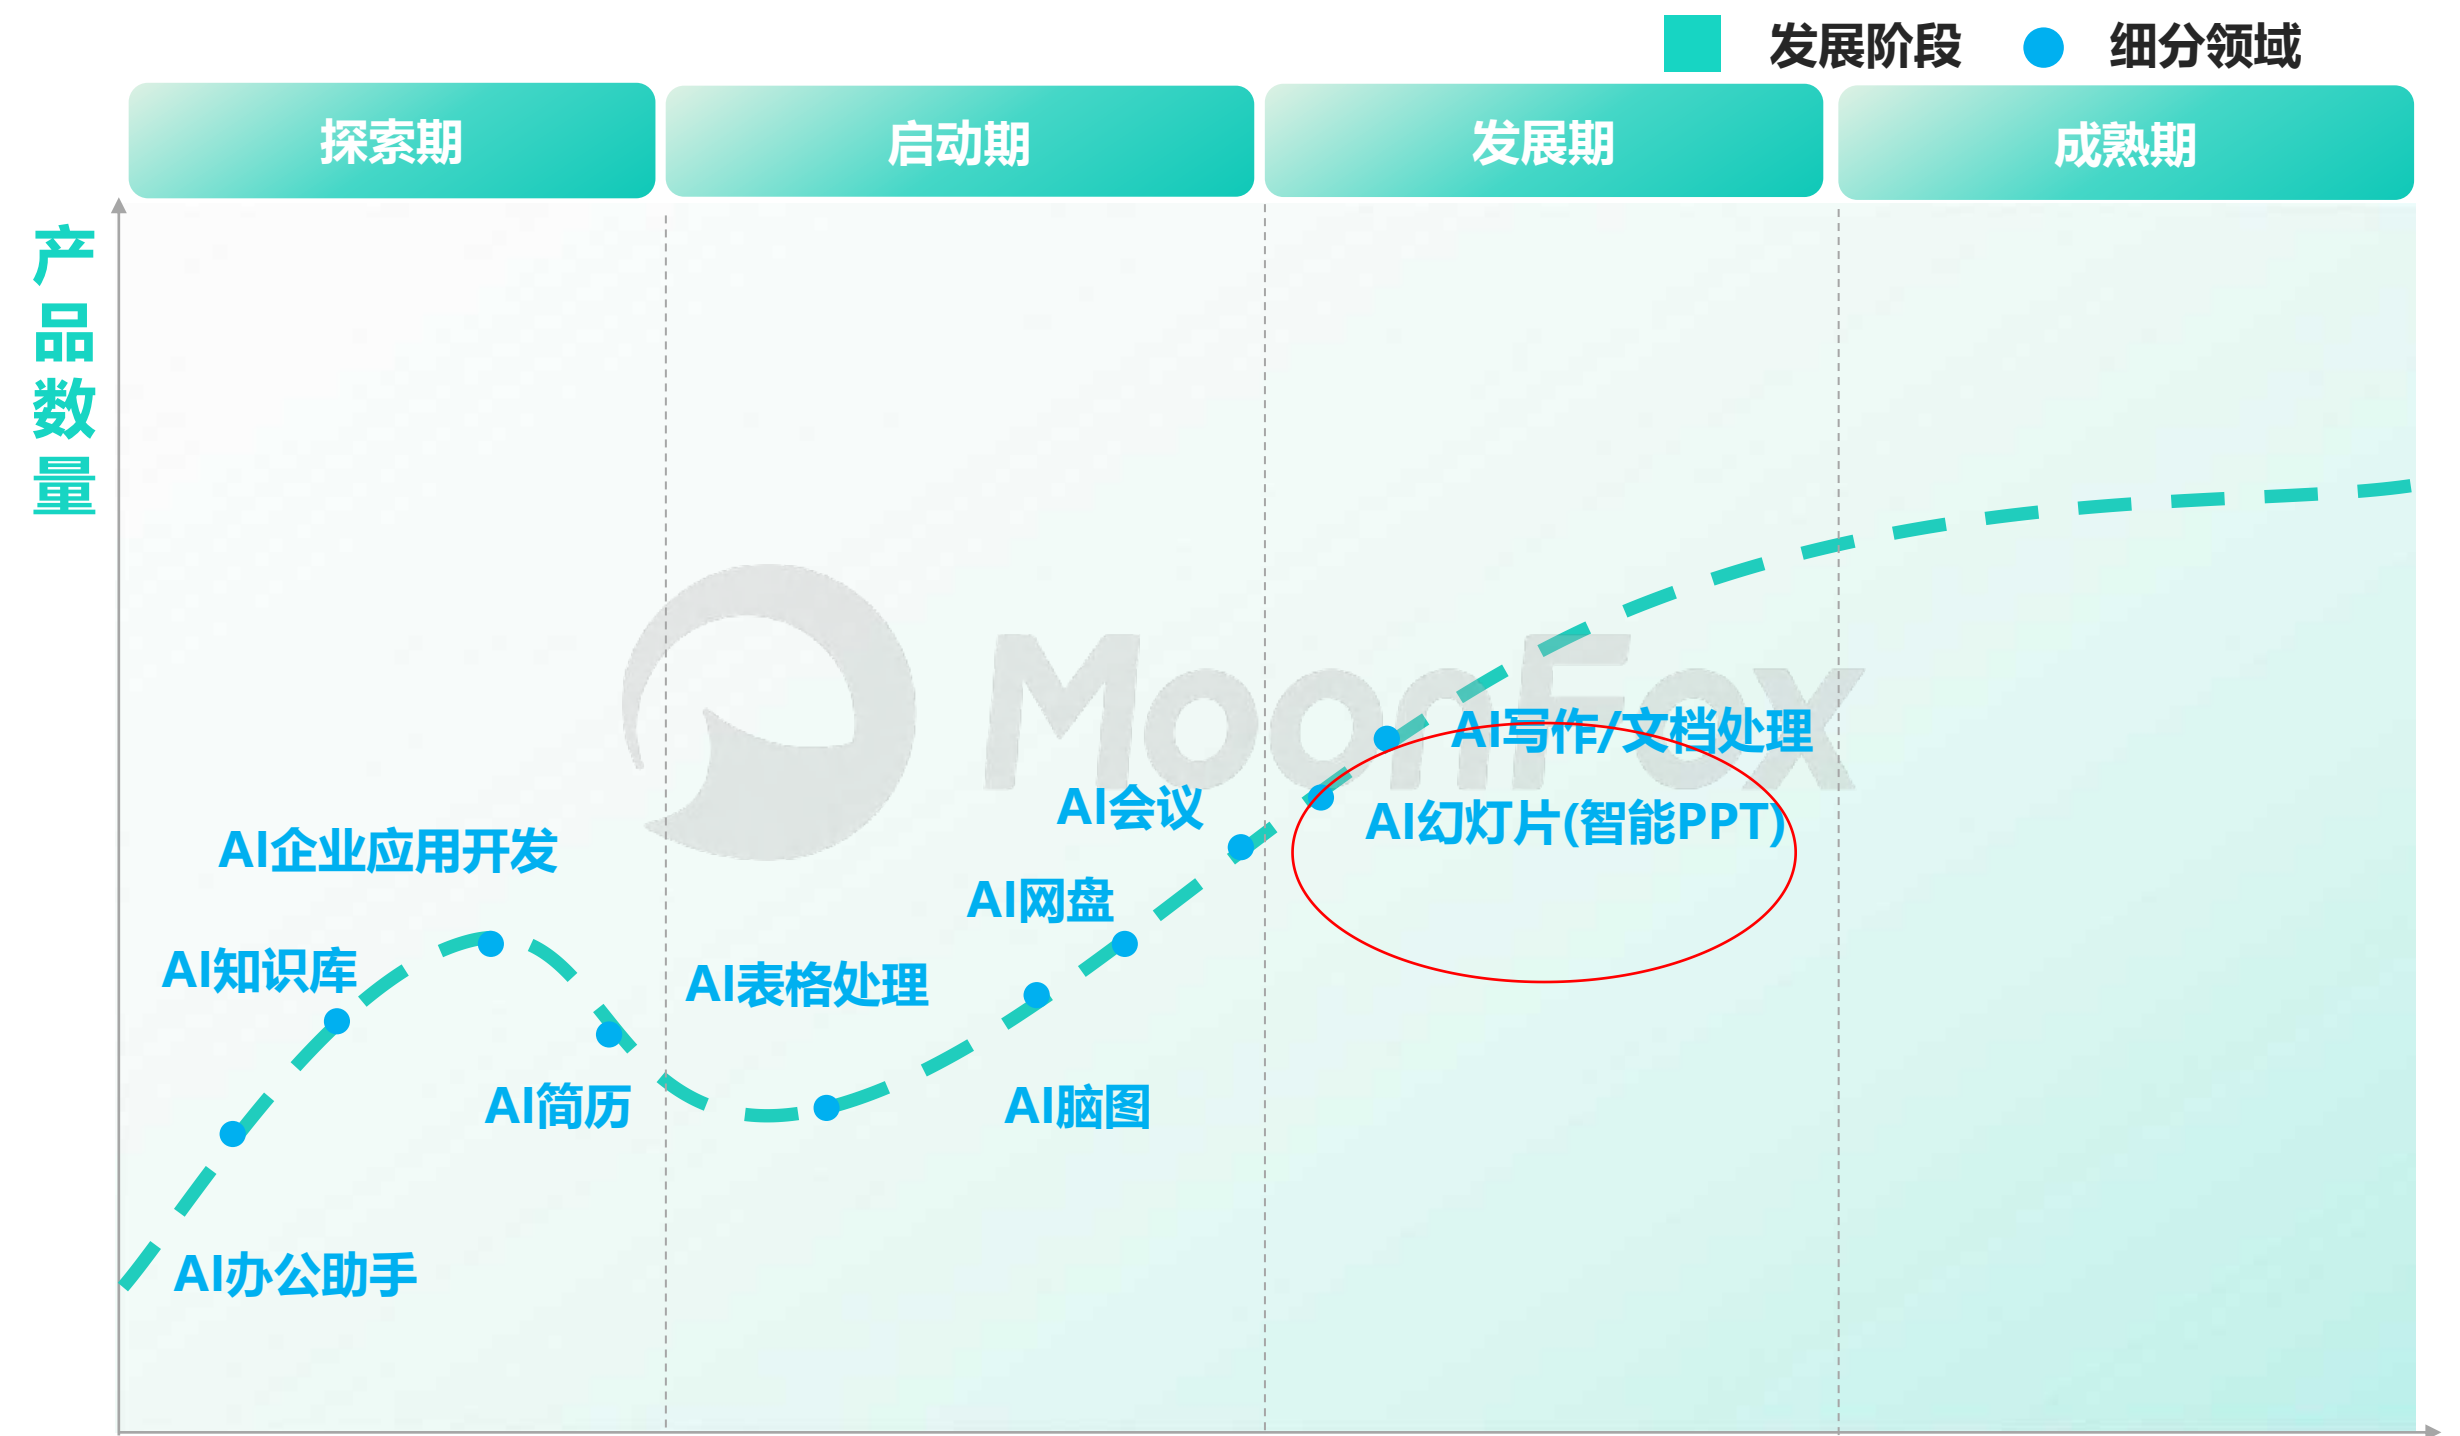 发展阶段 细分领域
探索期 启动期 发展期 成熟期
产品数量
MoonFox
AI写作/文档处理
AI会议
AI幻灯片(智能PPT)
AI企业应用开发
AI网盘
AI知识库
AI表格处理
AI简历
AI脑图
AI办公助手